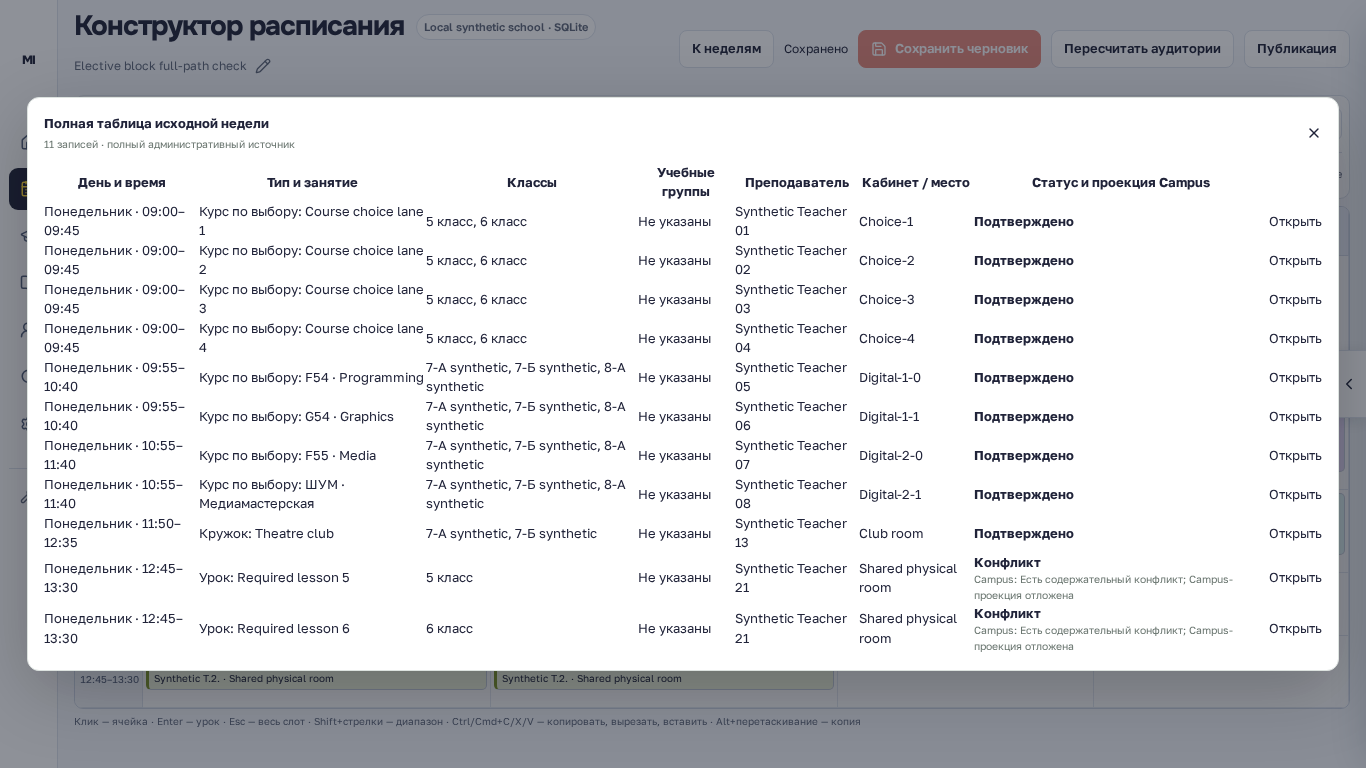 Конструктор расписания
Local synthetic school · SQLite
Elective block full-path check
К неделям
Сохранено
Сохранить черновик
Пересчитать аудитории
Публикация
МІ
Полная таблица исходной недели
11 записей · полный административный источник
День и время Тип и занятие Классы Учебные группы Преподаватель Кабинет / место Статус и проекция Campus
Понедельник · 09:00–09:45 Курс по выбору: Course choice lane 1 5 класс, 6 класс Не указаны Synthetic Teacher 01 Choice-1 Подтверждено Открыть
Понедельник · 09:00–09:45 Курс по выбору: Course choice lane 2 5 класс, 6 класс Не указаны Synthetic Teacher 02 Choice-2 Подтверждено Открыть
Понедельник · 09:00–09:45 Курс по выбору: Course choice lane 3 5 класс, 6 класс Не указаны Synthetic Teacher 03 Choice-3 Подтверждено Открыть
Понедельник · 09:00–09:45 Курс по выбору: Course choice lane 4 5 класс, 6 класс Не указаны Synthetic Teacher 04 Choice-4 Подтверждено Открыть
Понедельник · 09:55–10:40 Курс по выбору: F54 · Programming 7-А synthetic, 7-Б synthetic, 8-А synthetic Не указаны Synthetic Teacher 05 Digital-1-0 Подтверждено Открыть
Понедельник · 09:55–10:40 Курс по выбору: G54 · Graphics 7-А synthetic, 7-Б synthetic, 8-А synthetic Не указаны Synthetic Teacher 06 Digital-1-1 Подтверждено Открыть
Понедельник · 10:55–11:40 Курс по выбору: F55 · Media 7-А synthetic, 7-Б synthetic, 8-А synthetic Не указаны Synthetic Teacher 07 Digital-2-0 Подтверждено Открыть
Понедельник · 10:55–11:40 Курс по выбору: ШУМ · Медиамастерская 7-А synthetic, 7-Б synthetic, 8-А synthetic Не указаны Synthetic Teacher 08 Digital-2-1 Подтверждено Открыть
Понедельник · 11:50–12:35 Кружок: Theatre club 7-А synthetic, 7-Б synthetic Не указаны Synthetic Teacher 13 Club room Подтверждено Открыть
Понедельник · 12:45–13:30 Урок: Required lesson 5 5 класс Не указаны Synthetic Teacher 21 Shared physical room Конфликт Campus: Есть содержательный конфликт; Campus-проекция отложена Открыть
Понедельник · 12:45–13:30 Урок: Required lesson 6 6 класс Не указаны Synthetic Teacher 21 Shared physical room Конфликт Campus: Есть содержательный конфликт; Campus-проекция отложена Открыть
12:45–13:30 Synthetic T.2. · Shared physical room Synthetic T.2. · Shared physical room
Клик — ячейка · Enter — урок · Esc — весь слот · Shift+стрелки — диапазон · Ctrl/Cmd+C/X/V — копировать, вырезать, вставить · Alt+перетаскивание — копия